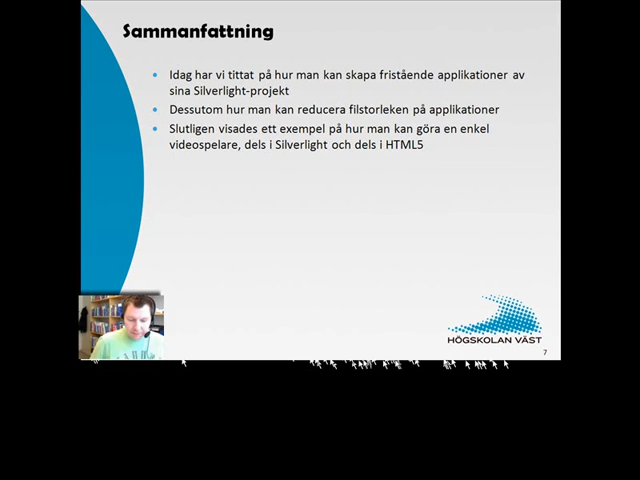 Sammanfattning
Idag har vi tittat på hur man kan skapa fristående applikationer av
sina Silverlight-projekt
Dessutom hur man kan reducera filstorleken på applikationer
Slutligen visades ett exempel på hur man kan göra en enkel
videospelare, dels i Silverlight och dels i HTML5
HÖGSKOLAN VÄST
7